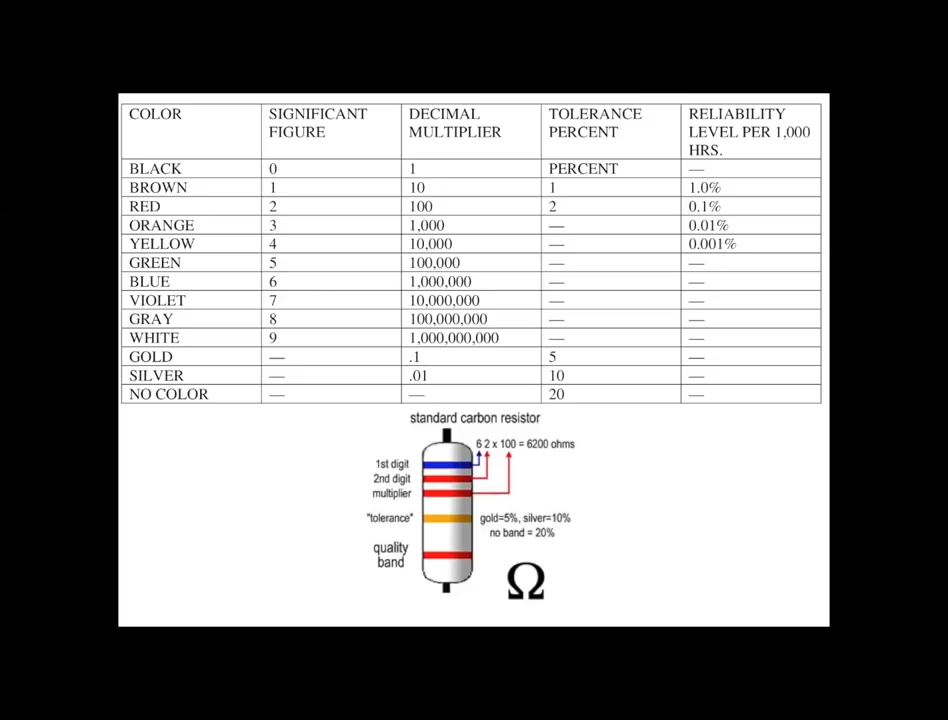 COLOR SIGNIFICANT FIGURE DECIMAL MULTIPLIER TOLERANCE PERCENT RELIABILITY LEVEL PER 1,000 HRS.
BLACK 0 1 PERCENT —
BROWN 1 10 1 1.0%
RED 2 100 2 0.1%
ORANGE 3 1,000 — 0.01%
YELLOW 4 10,000 — 0.001%
GREEN 5 100,000 — —
BLUE 6 1,000,000 — —
VIOLET 7 10,000,000 — —
GRAY 8 100,000,000 — —
WHITE 9 1,000,000,000 — —
GOLD — .1 5 —
SILVER — .01 10 —
NO COLOR — — 20 —
standard carbon resistor
6 2 x 100 = 6200 ohms
1st digit
2nd digit
multiplier
"tolerance" gold=5%, silver=10%
no band = 20%
quality
band
Ω